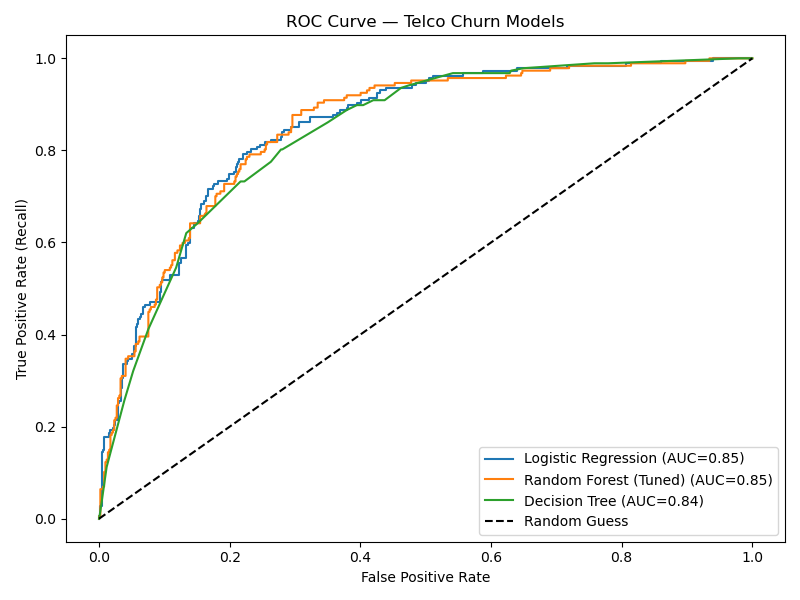 ROC Curve — Telco Churn Models
True Positive Rate (Recall)
1.0
0.8
0.6
0.4
0.2
0.0
0.0 0.2 0.4 0.6 0.8 1.0
False Positive Rate
Logistic Regression (AUC=0.85)
Random Forest (Tuned) (AUC=0.85)
Decision Tree (AUC=0.84)
Random Guess